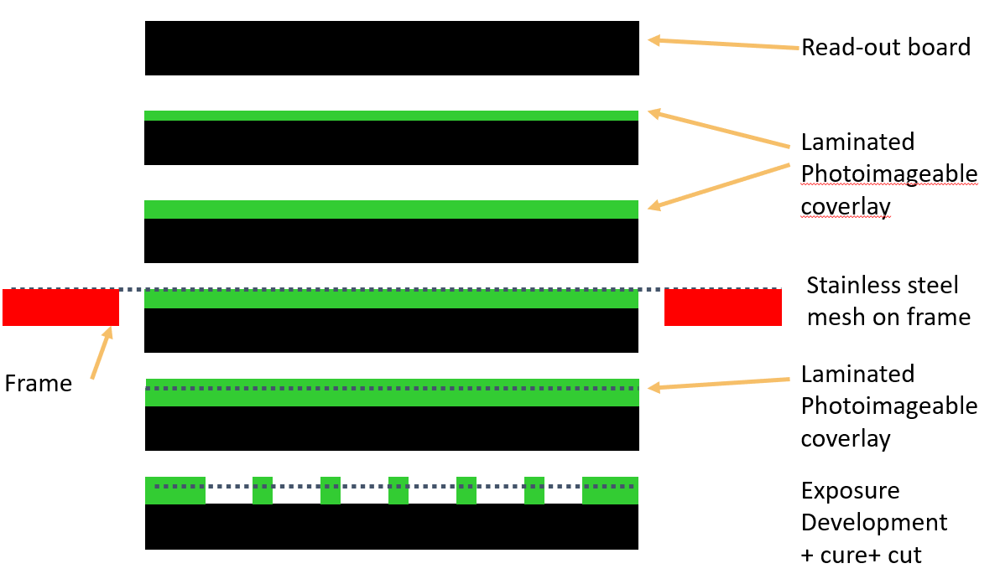 Read-out board
Laminated
Photoimageable
coverlay
Stainless steel
mesh on frame
Frame
Laminated
Photoimageable
coverlay
Exposure
Development
+ cure+ cut